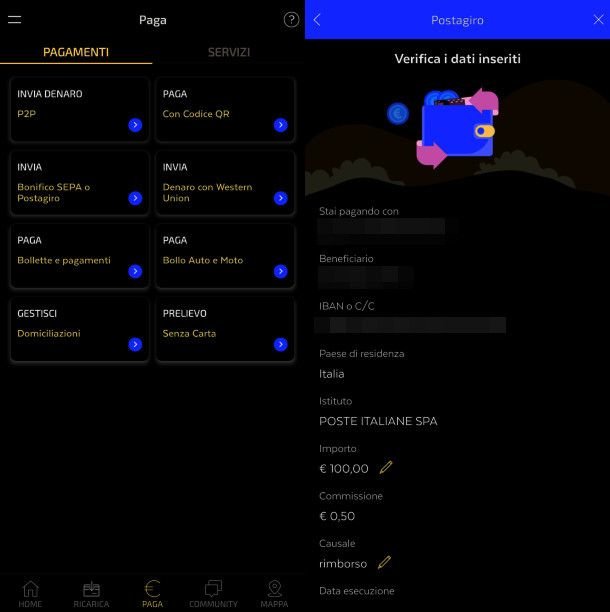 Paga
?
PAGAMENTI
SERVIZI
INVIA DENARO
P2P
PAGA
Con Codice QR
INVIA
Bonifico SEPA o
Postagiro
INVIA
Denaro con Western
Union
PAGA
Bollette e pagamenti
PAGA
Bollo Auto e Moto
GESTISCI
Domiciliazioni
PRELIEVO
Senza Carta
HOME
RICARICA
PAGA
COMMUNITY
MAPPA
Postagiro
Verifica i dati inseriti
Stai pagando con
Beneficiario
IBAN o C/C
Paese di residenza
Italia
Istituto
POSTE ITALIANE SPA
Importo
€ 100,00
Commissione
€ 0,50
Causale
rimborso
Data esecuzione